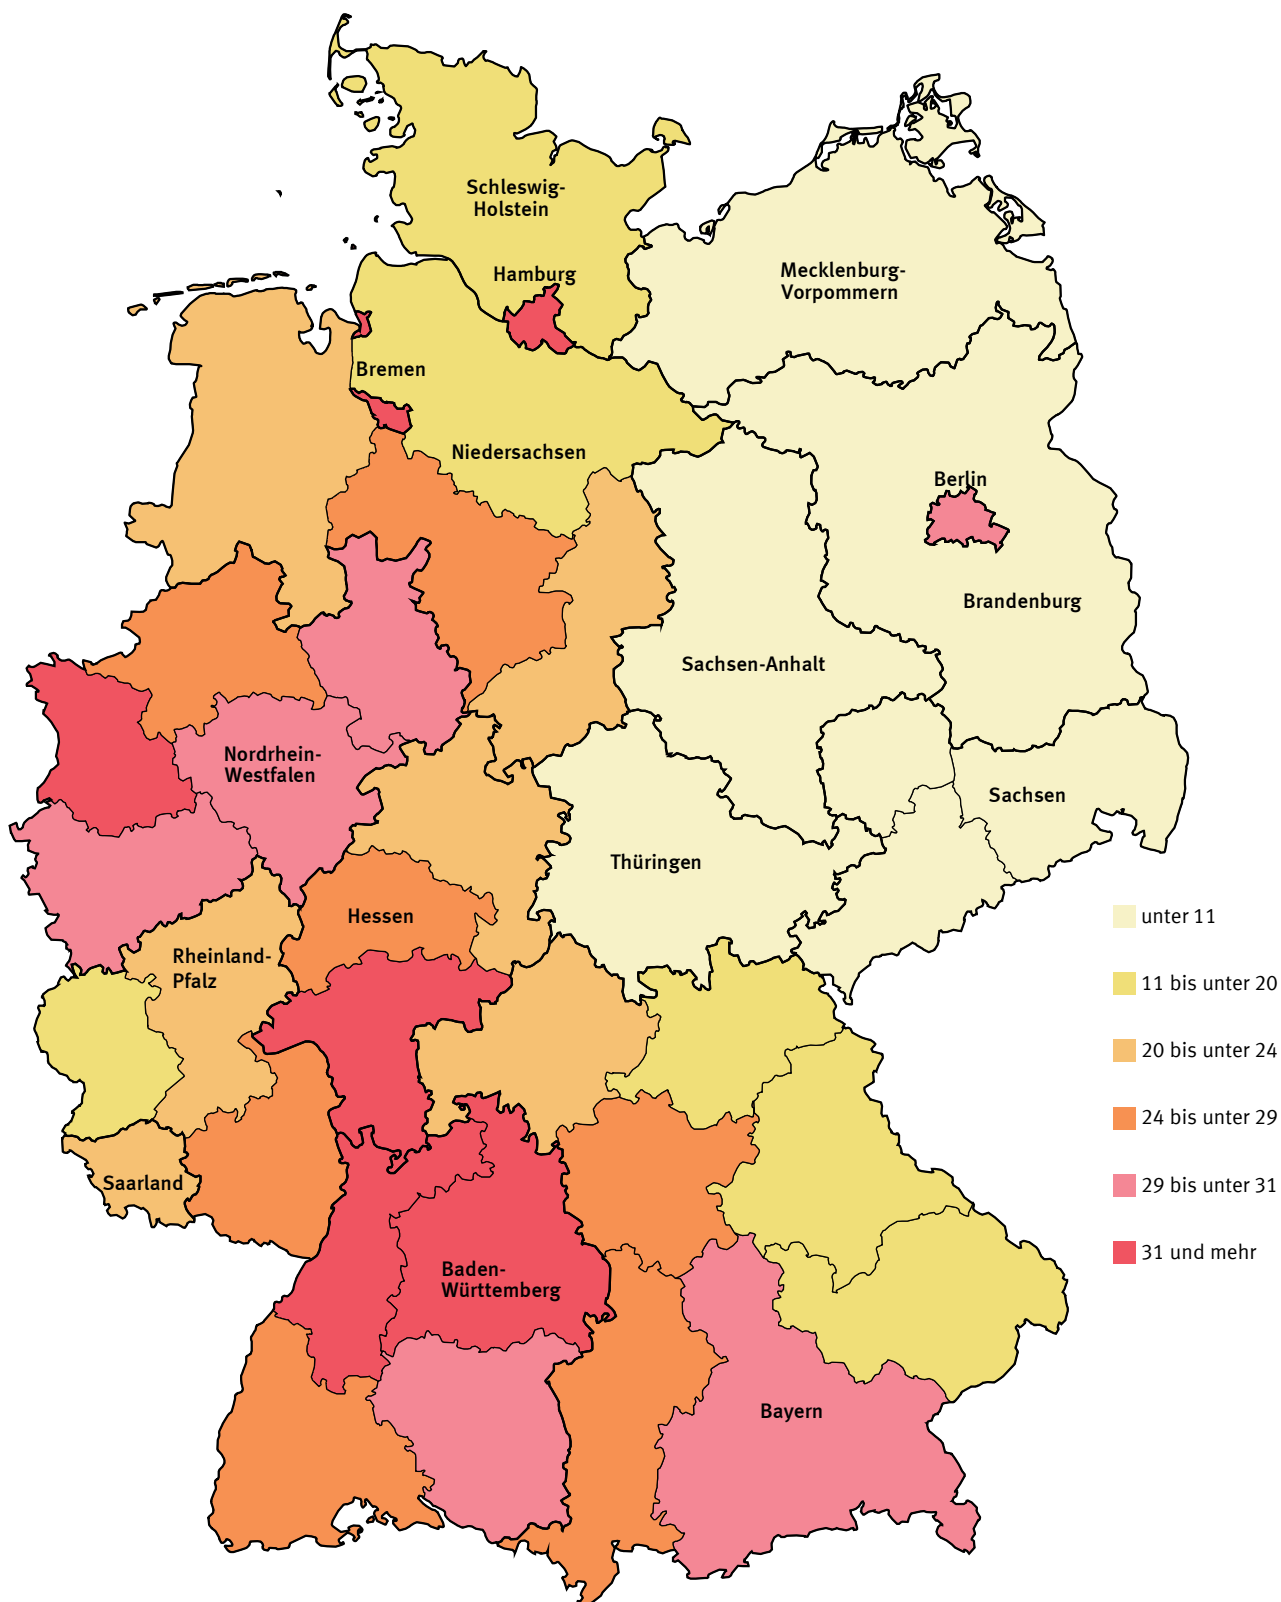 Schleswig-
Holstein
Hamburg
Mecklenburg-
Vorpommern
Bremen
Niedersachsen
Berlin
Brandenburg
Sachsen-Anhalt
Nordrhein-
Westfalen
Sachsen
Thüringen
Hessen
Rheinland-
Pfalz
Saarland
Baden-
Württemberg
Bayern
unter 11
11 bis unter 20
20 bis unter 24
24 bis unter 29
29 bis unter 31
31 und mehr